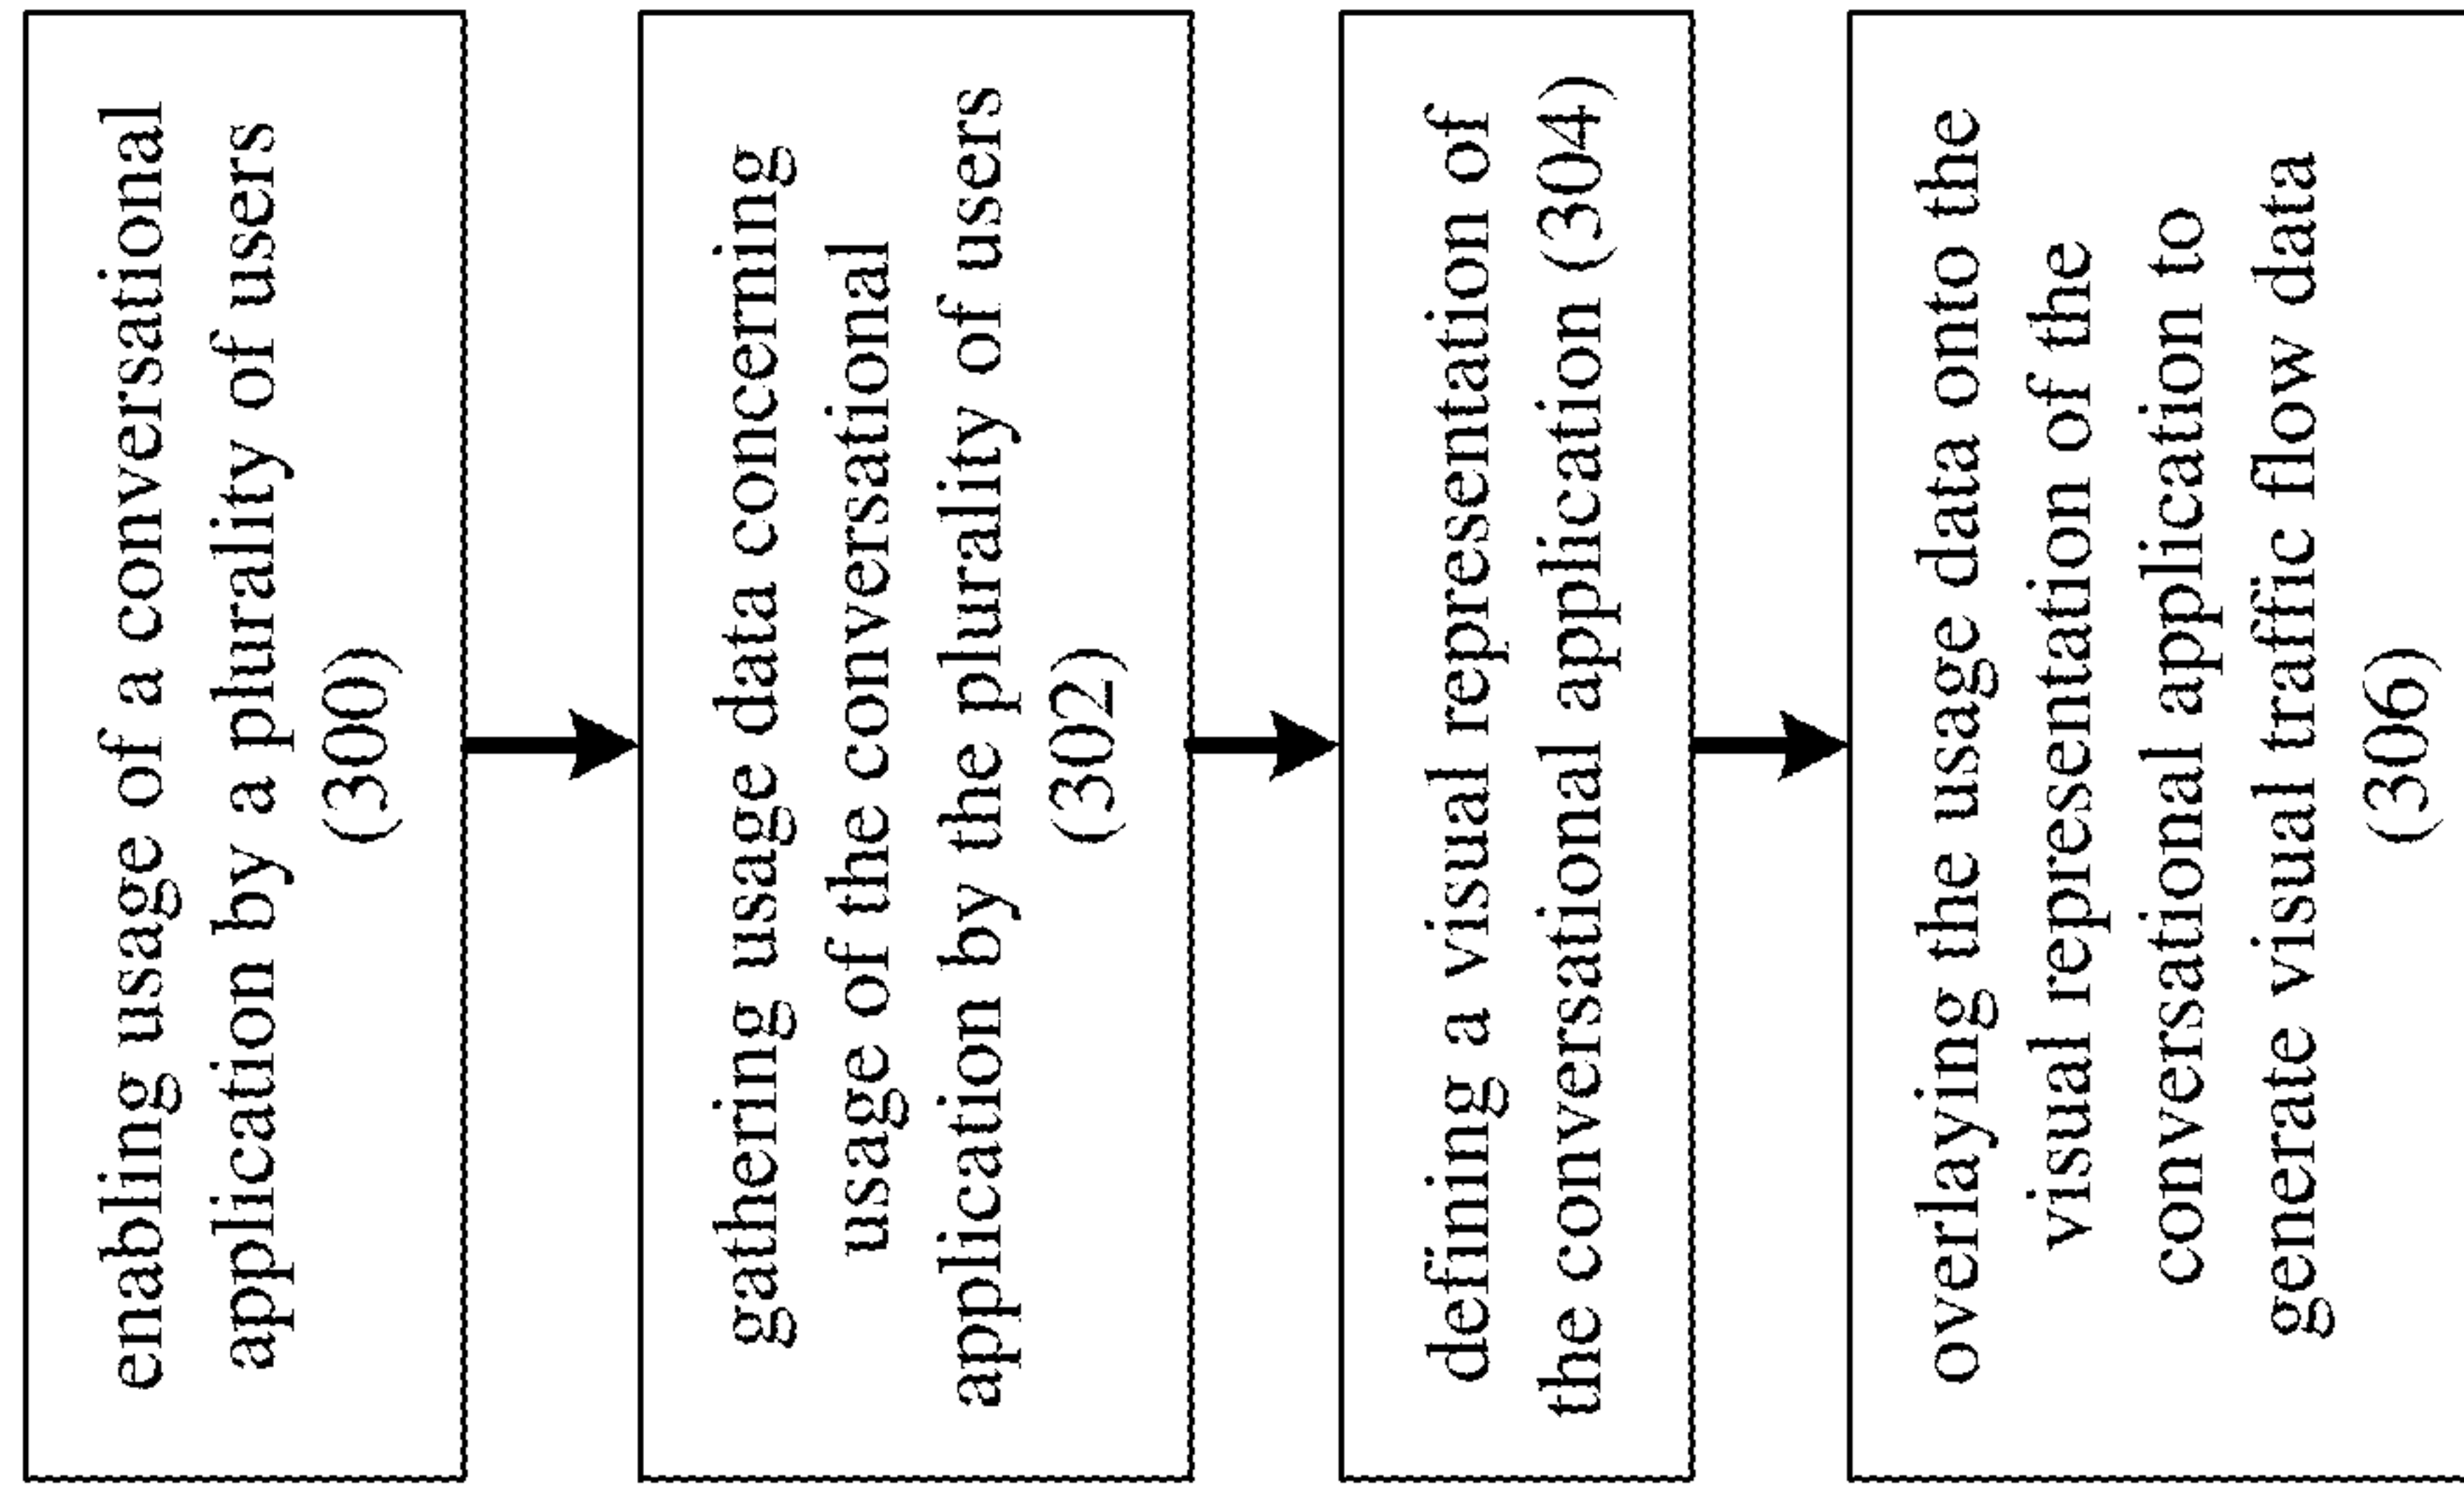 enabling usage of a conversational
application by a plurality of users
(300)
gathering usage data concerning
usage of the conversational
application by the plurality of users
(302)
defining a visual representation of
the conversational application (304)
overlaying the usage data onto the
visual representation of the
conversational application to
generate visual traffic flow data
(306)